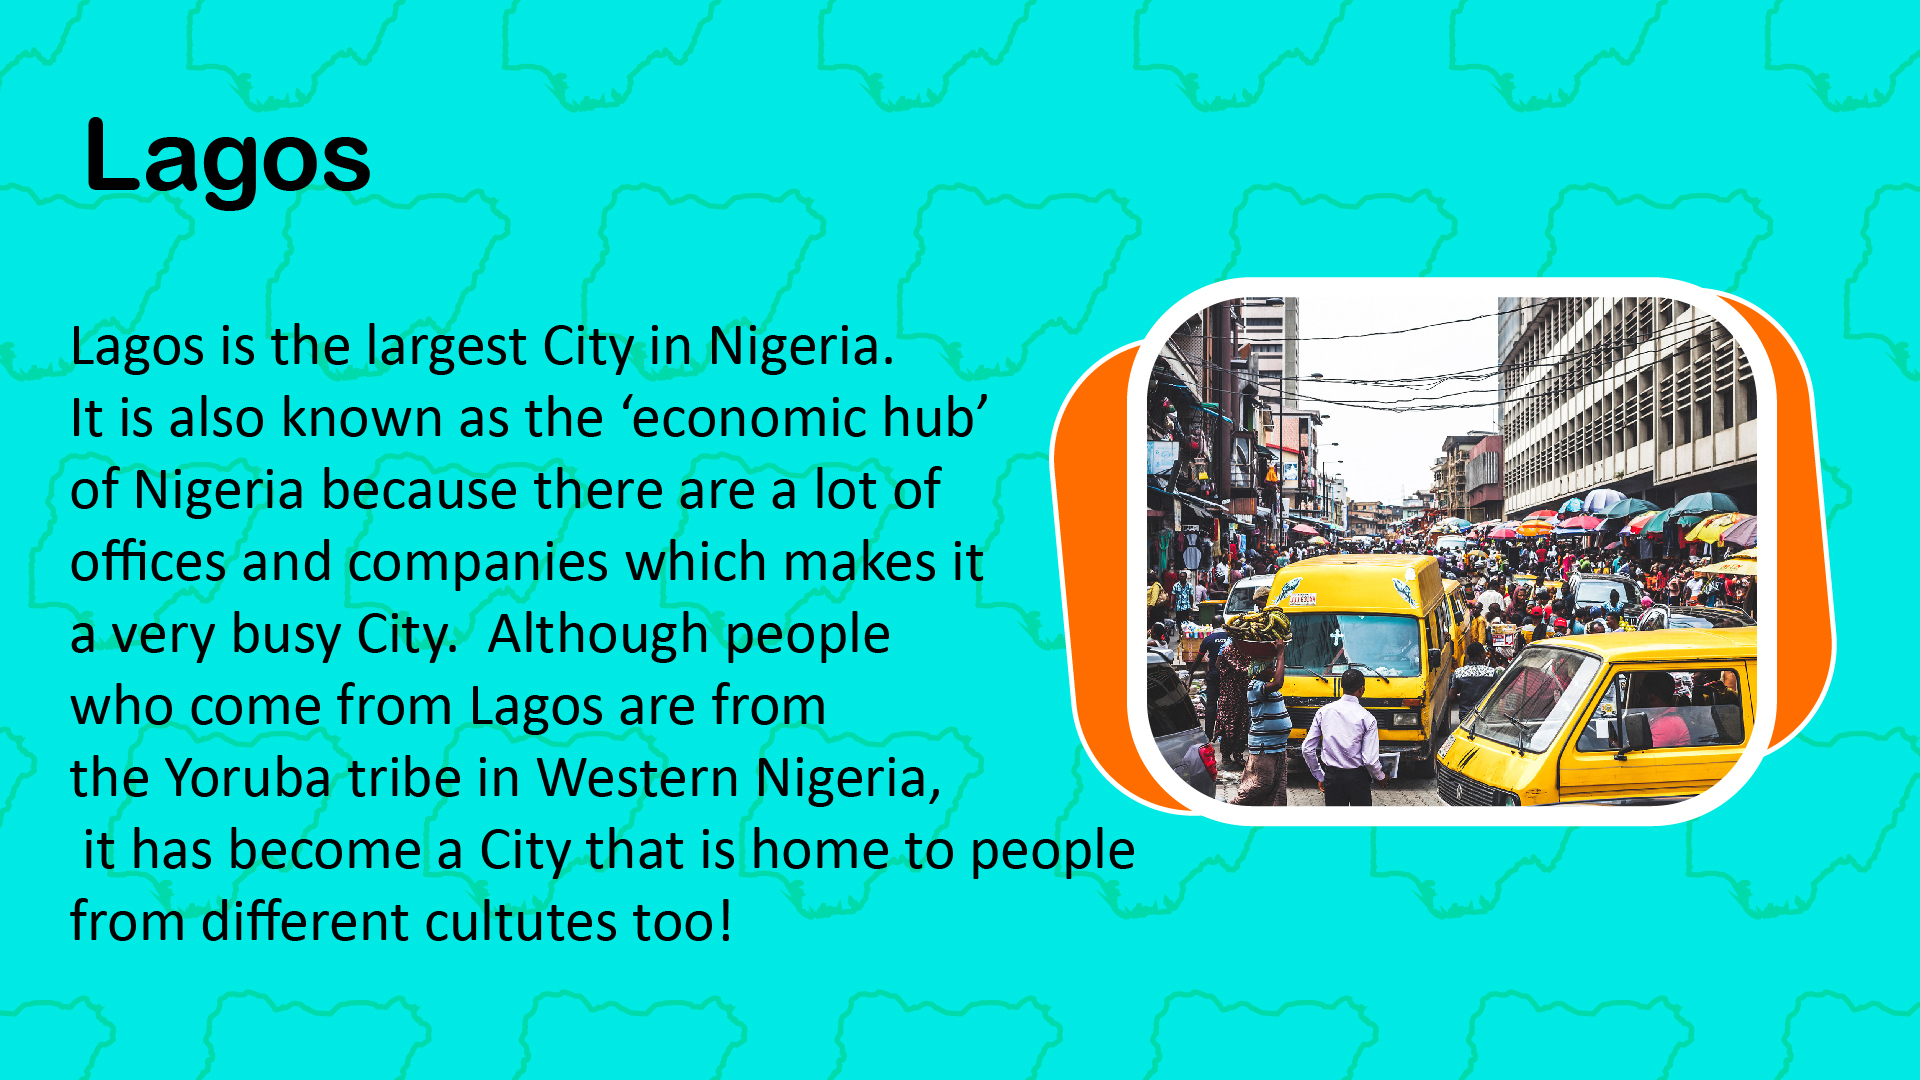 Lagos
Lagos is the largest City in Nigeria.
It is also known as the ‘economic hub’
of Nigeria because there are a lot of
offices and companies which makes it
a very busy City.  Although people
who come from Lagos are from
the Yoruba tribe in Western Nigeria,
it has become a City that is home to people
from different cultutes too!